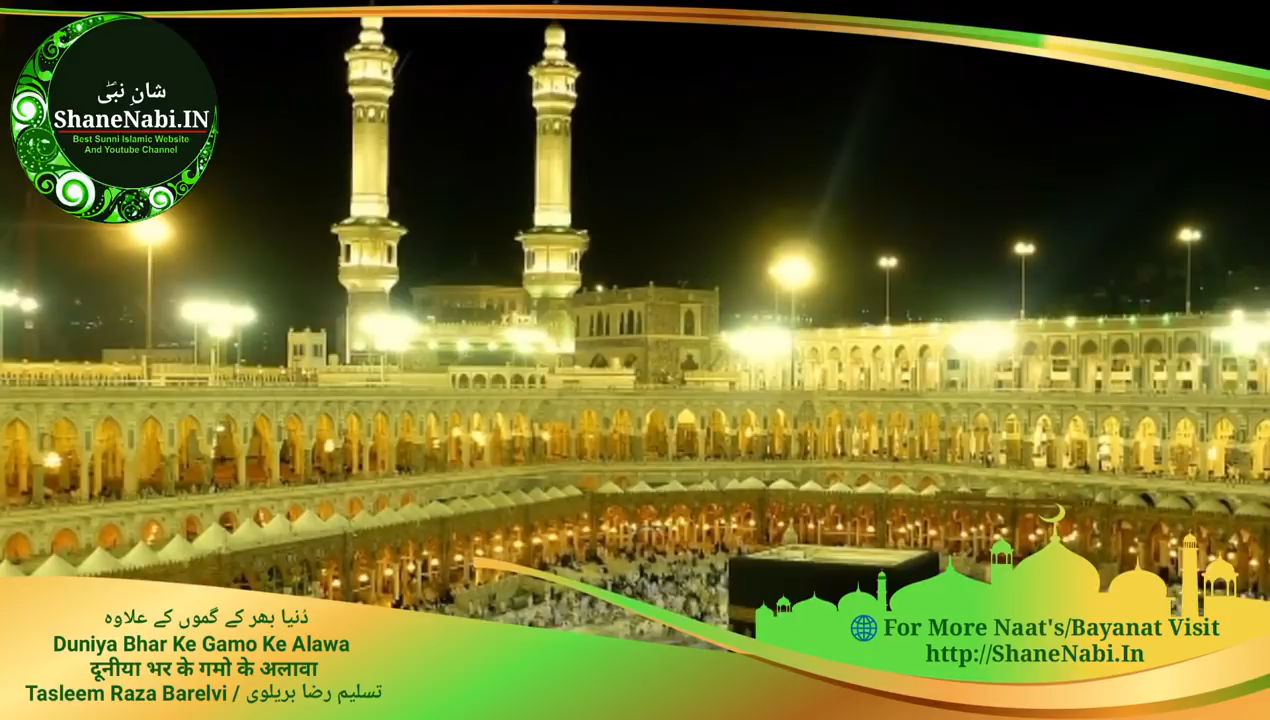 شانِ نبیؐ
ShaneNabi.IN
Best Sunni Islamic Website
And Youtube Channel
دُنیا بھر کے گموں کے علاوہ
Duniya Bhar Ke Gamo Ke Alawa
दूनीया भर के गमो के अलावा
Tasleem Raza Barelvi / تسلیم رضا بریلوی
For More Naat's/Bayanat Visit
http://ShaneNabi.In